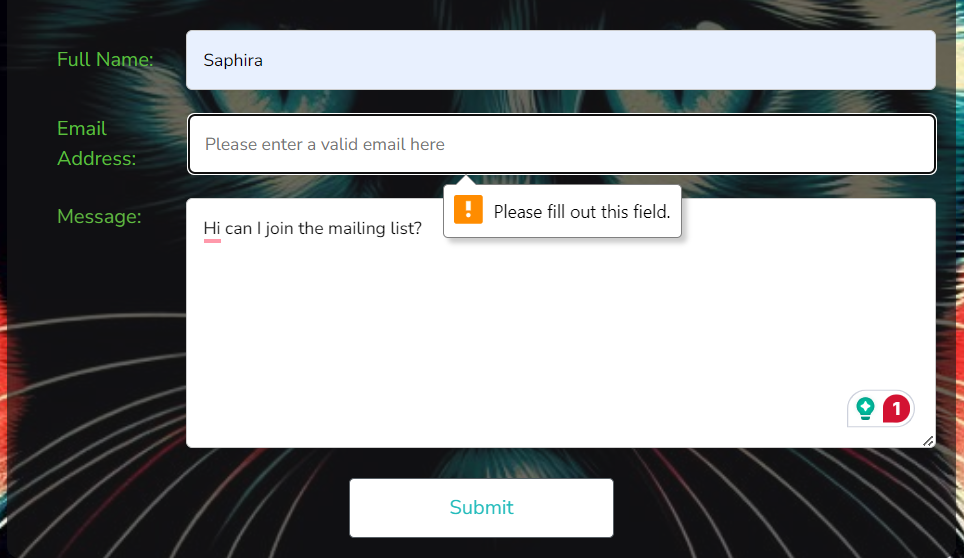 Full Name:
Saphira
Email
Address:
Please enter a valid email here
Please fill out this field.
Message:
Hi can I join the mailing list?
1
Submit